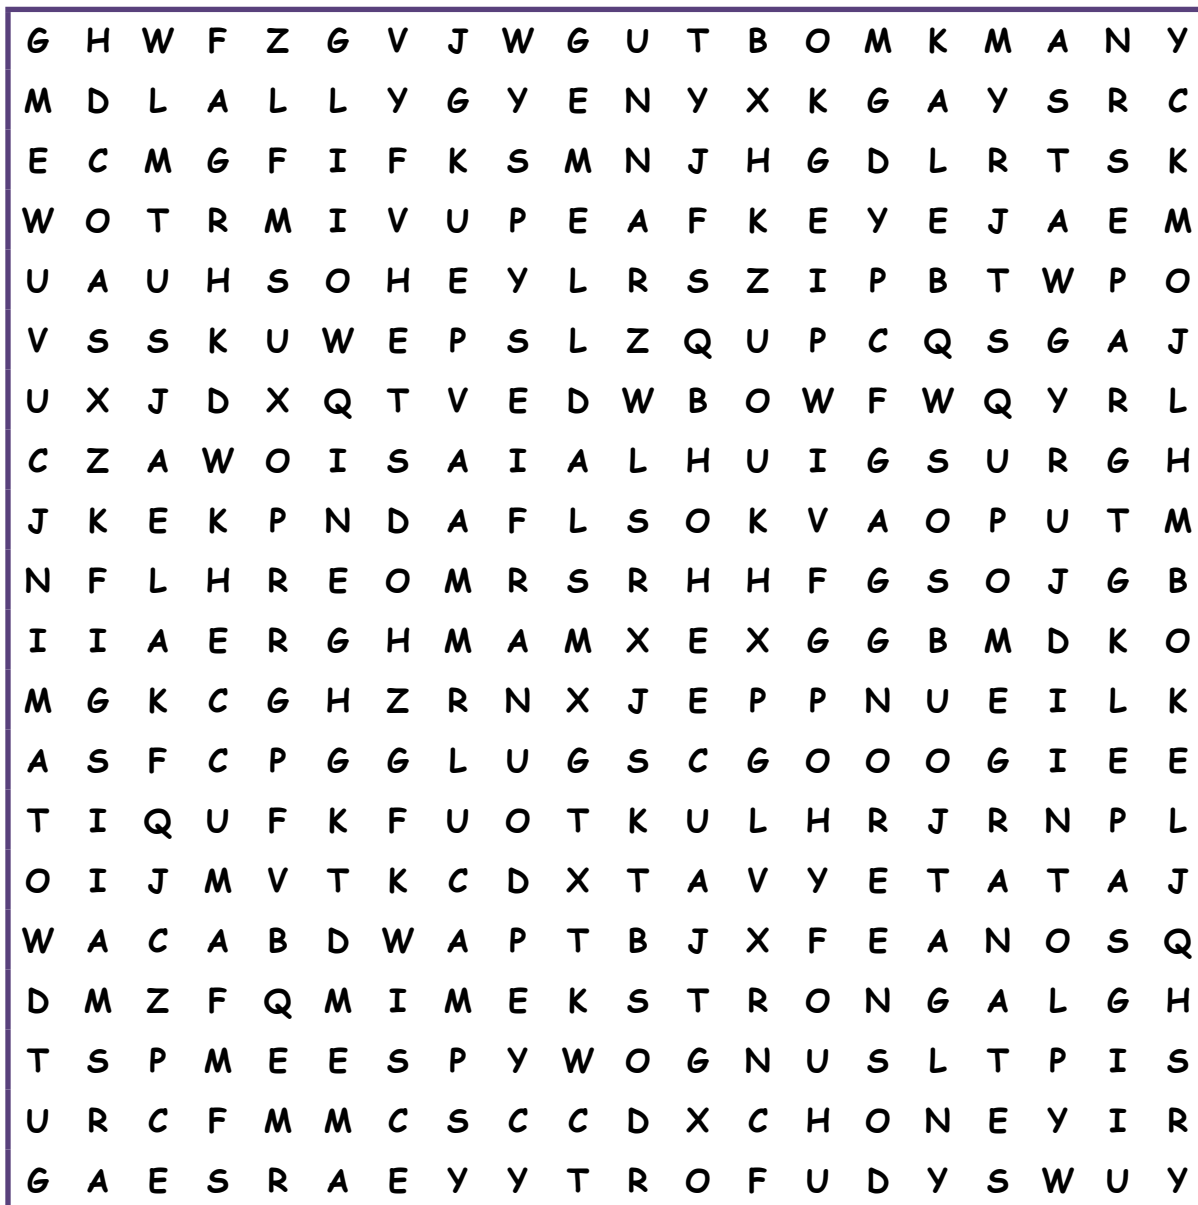 G H W F Z G V J W G U T B O M K M A N Y
M D L A L L Y G Y E N Y X K G A Y S R C
E C M G F I F K S M N J H G D L R T S K
W O T R M I V U P E A F K E Y E J A E M
U A U H S O H E Y L R S Z I P B T W P O
V S S K U W E P S L Z Q U P C Q S G A J
U X J D X Q T V E D W B O W F W Q Y R L
C Z A W O I S A I A L H U I G S U R G H
J K E K P N D A F L S O K V A O P U T M
N F L H R E O M R S R H H F G S O J G B
I I A E R G H M A M X E X G G B M D K O
M G K C G H Z R N X J E P P N U E I L K
A S F C P G G L U G S C G O O O G I E E
T I Q U F K F U O T K U L H R J R N P L
O I J M V T K C D X T A V Y E T A T A J
W A C A B D W A P T B J X F E A N O S Q
D M Z F Q M I M E K S T R O N G A L G H
T S P M E E S P Y W O G N U S L T P I S
U R C F M M C S C C D X C H O N E Y I R
G A E S R A E Y Y T R O F U D Y S W U Y